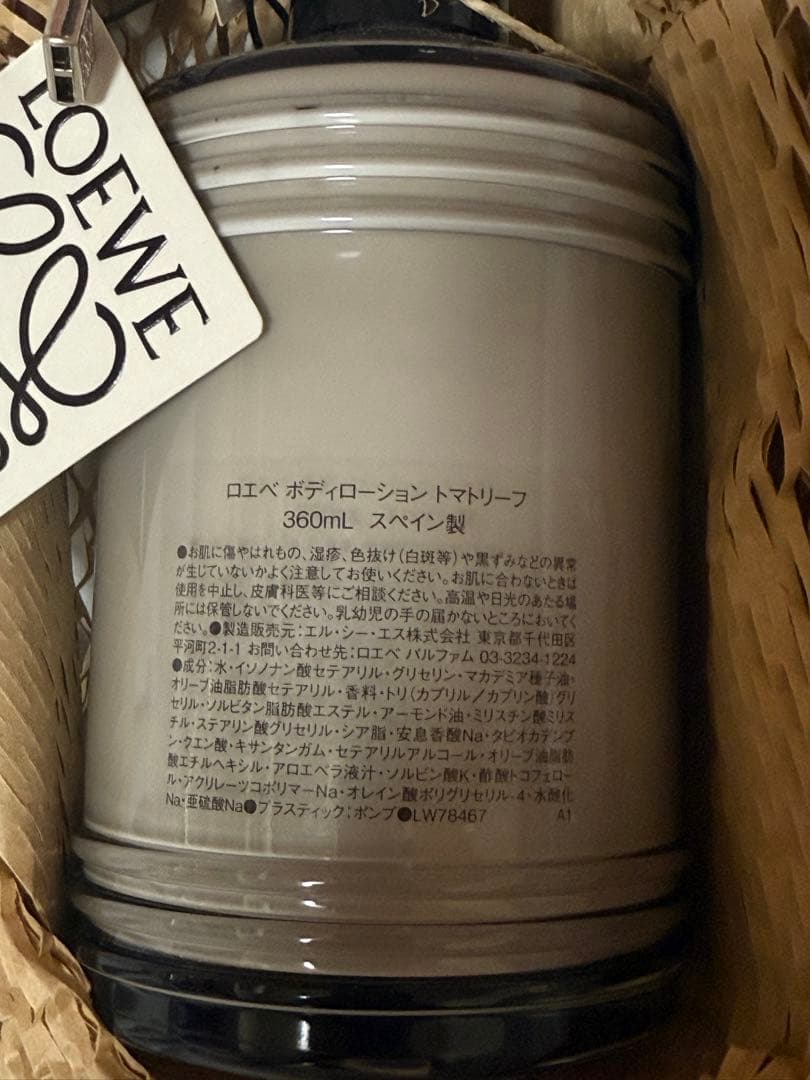 LOEWE
ロエベ ボディローション トマトリーフ
360mL スペイン製
●お肌に傷やはれもの、湿疹、色抜け(白斑等)や黒ずみなどの異常
が生じていないかよく注意してお使いください。お肌に合わないときは
使用を中止し、皮膚科医等にご相談ください。高温や日光のあたる場
所には保管しないでください。乳幼児の手の届かないところにおいてく
ださい。●製造販売元:エル・シー・エス株式会社 東京都千代田区
平河町2-1-1 お問い合わせ先:ロエベ パルファム 03-3234-1224
●成分:水・イソノナン酸セテアリル・グリセリン・マカデミア種子油・
オリーブ油脂肪酸セテアリル・香料・トリ(カプリル/カプリン酸)グリ
セリル・ソルビタン脂肪酸エステル・アーモンド油・ミリスチン酸ミリス
チル・ステアリン酸グリセリル・シア脂・安息香酸Na・タピオカデンプ
ン・クエン酸・キサンタンガム・セテアリルアルコール・オリーブ油脂肪
酸エチルヘキシル・アロエベラ液汁・ソルビン酸K・酢酸トコフェロー
ル・アクリレーツコポリマーNa・オレイン酸ポリグリセリル-4・水酸化
Na・亜硫酸Na●プラスティック:ポンプ●LW78467 A1